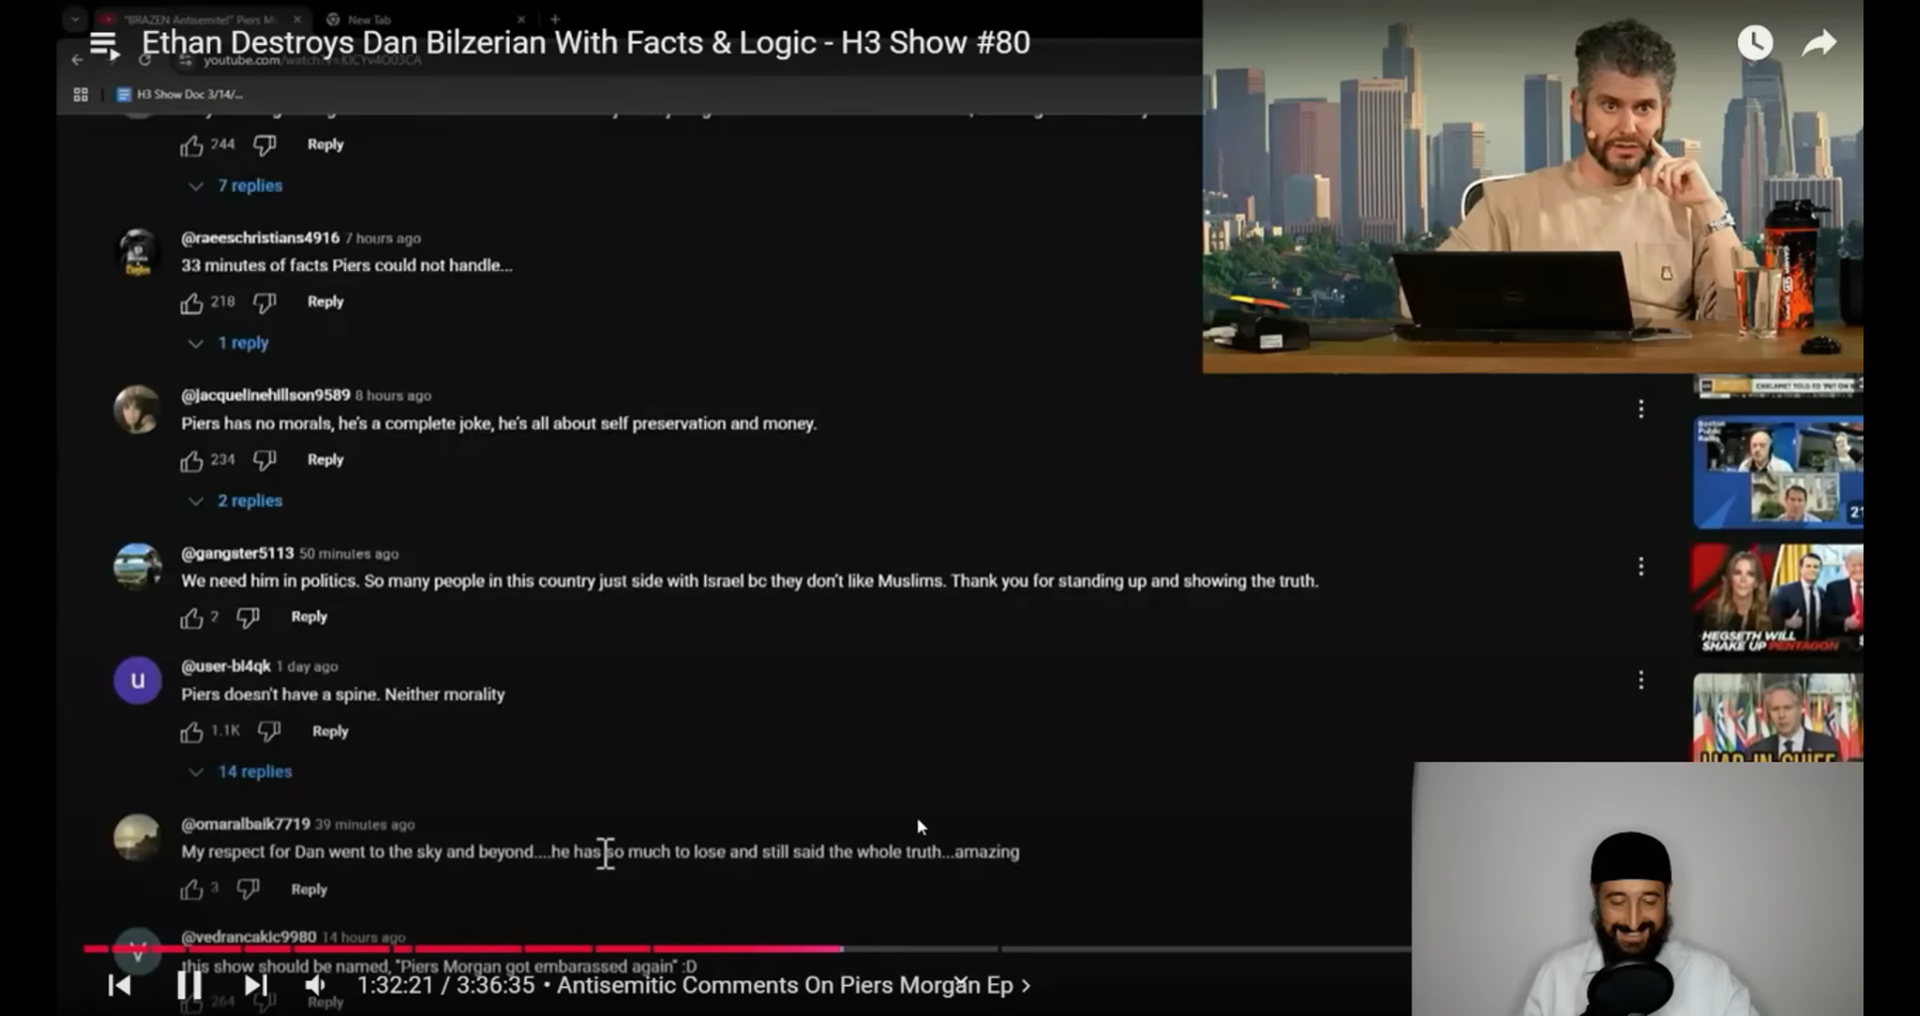 "BRAZEN Antisemite!" Piers M
New Tab
Ethan Destroys Dan Bilzerian With Facts & Logic - H3 Show #80
youtube.com/watch?v=KJCYv4O03CA
H3 Show Doc 3/14/...
244 Reply
7 replies
@raeeschristians4916 7 hours ago
33 minutes of facts Piers could not handle...
218 Reply
1 reply
@jacquelinehillson9589 8 hours ago
Piers has no morals, he's a complete joke, he's all about self preservation and money.
234 Reply
2 replies
@gangster5113 50 minutes ago
We need him in politics. So many people in this country just side with Israel bc they don't like Muslims. Thank you for standing up and showing the truth.
2 Reply
HEGSETH WILL
SHAKE UP PENTAGON
u
@user-bl4qk 1 day ago
Piers doesn't have a spine. Neither morality
1.1K Reply
14 replies
LIAR-IN-CHIEF
@omaralbaik7719 39 minutes ago
My respect for Dan went to the sky and beyond....he has so much to lose and still said the whole truth...amazing
3 Reply
V
@vedrancakic9980 14 hours ago
this show should be named, "Piers Morgan got embarassed again" :D
1:32:21 / 3:36:35 • Antisemitic Comments On Piers Morgan Ep >
264 Reply